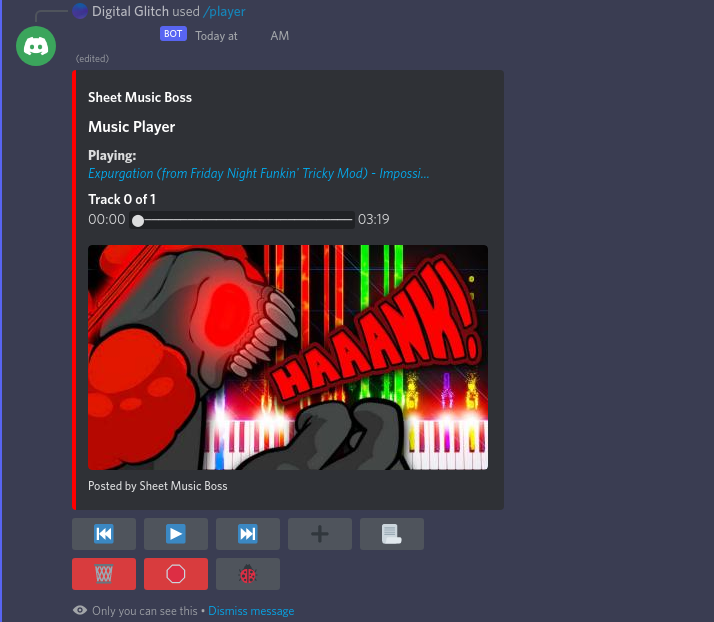 Digital Glitch used /player
BOT Today at AM
(edited)
Sheet Music Boss
Music Player
Playing:
Expurgation (from Friday Night Funkin' Tricky Mod) - Impossi...
Track 0 of 1
00:00 03:19
HAAANK!
Posted by Sheet Music Boss
Only you can see this • Dismiss message